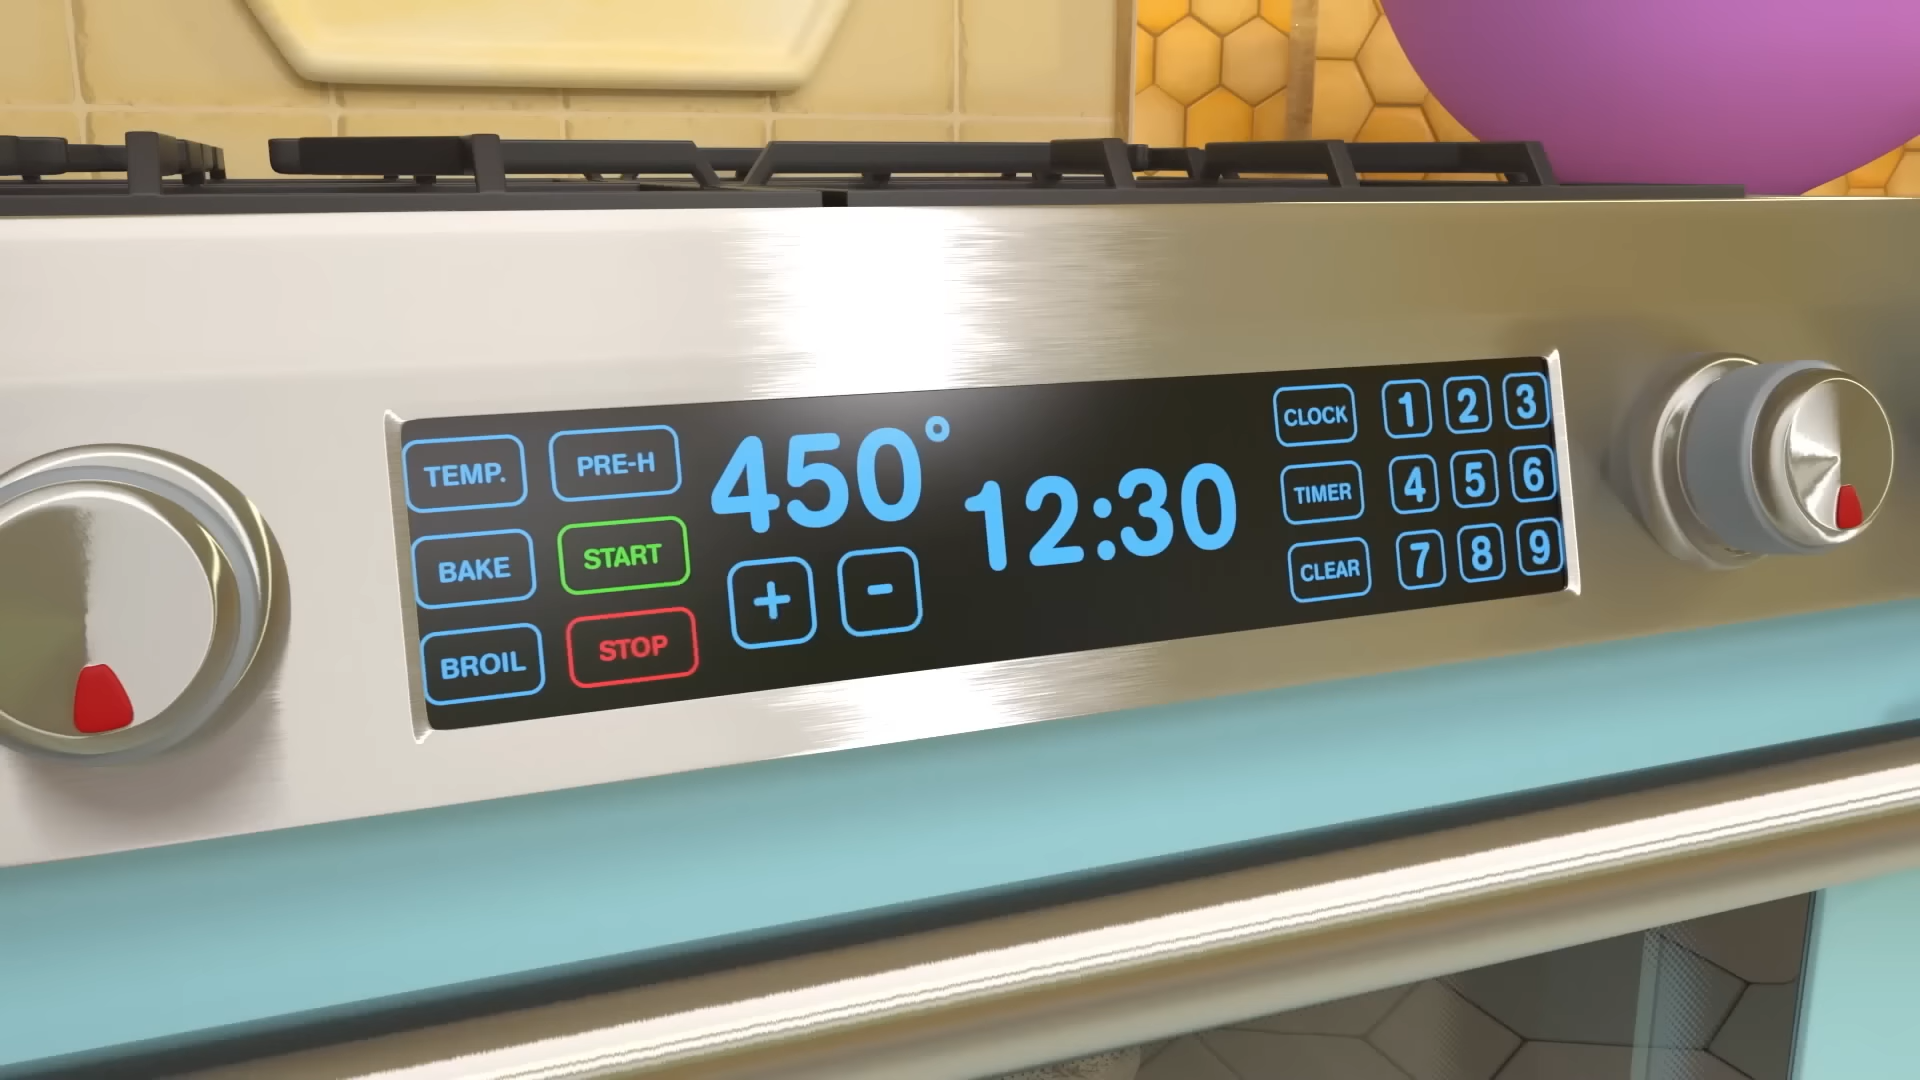 TEMP.
PRE-H
BAKE
START
BROIL
STOP
450°
+
-
12:30
CLOCK
1 2 3
TIMER
4 5 6
CLEAR
7 8 9